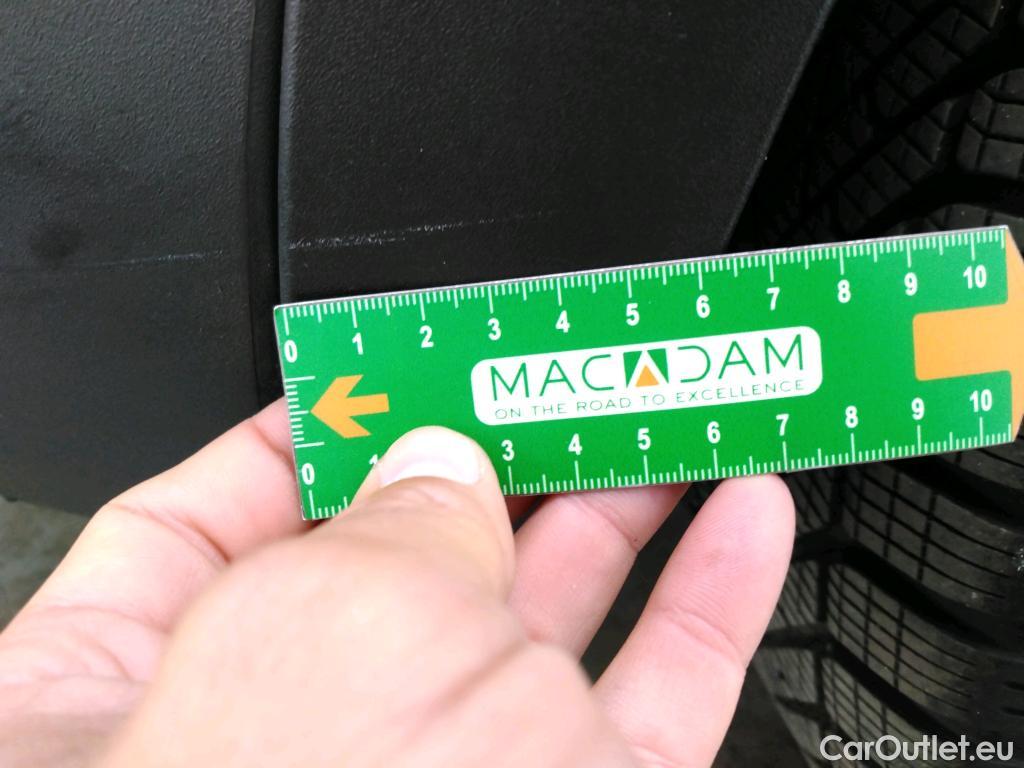 0 1 2 3 4 5 6 7 8 9 10
MACADAM
ON THE ROAD TO EXCELLENCE
0 1 3 4 5 6 7 8 9 10
CarOutlet.eu